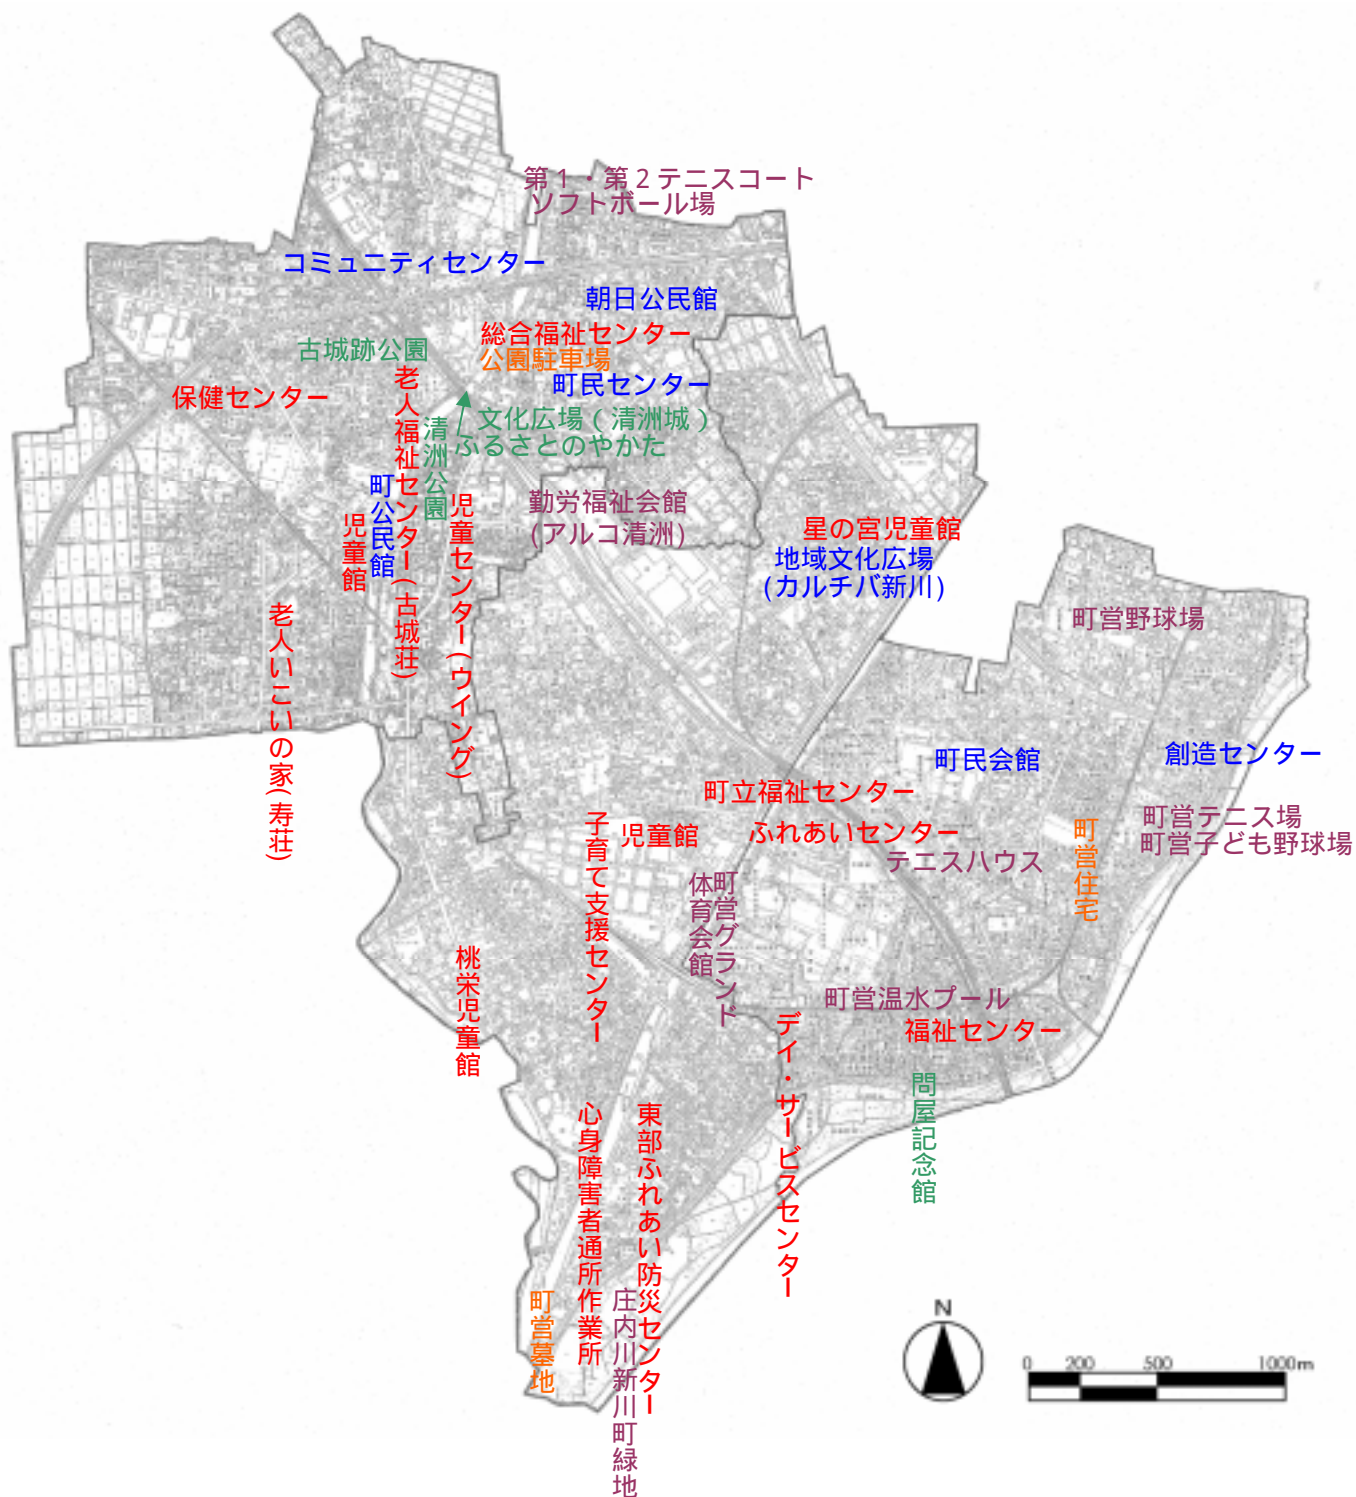 第1・第2テニスコート
ソフトボール場
コミュニティセンター
朝日公民館
総合福祉センター
公園駐車場
古城跡公園
町民センター
保健センター
老人福祉センター(古城荘)
清洲公園
文化広場(清洲城)
ふるさとのやかた
町公民館
児童館
児童センター(ウイング)
勤労福祉会館
(アルコ清洲)
星の宮児童館
地域文化広場
(カルチバ新川)
老人いこいの家(寿荘)
町営野球場
町民会館
創造センター
町立福祉センター
町営テニス場
町営子ども野球場
子育て支援センター
児童館
ふれあいセンター
テニスハウス
町営住宅
体育会館
町営グランド
桃栄児童館
町営温水プール
福祉センター
デイ・サービスセンター
問屋記念館
心身障害者通所作業所
東部ふれあい防災センター
町営墓地
庄内川新川町緑地
N
0 200 500 1000m